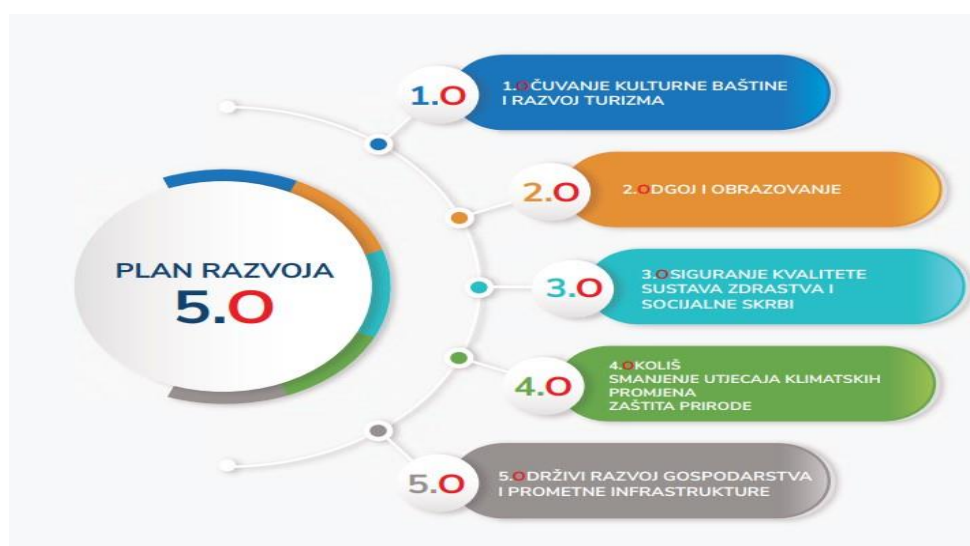 PLAN RAZVOJA
5.O
1.O
1.OČUVANJE KULTURNE BAŠTINE
I RAZVOJ TURIZMA
2.O
2.ODGOJ I OBRAZOVANJE
3.O
3.OSIGURANJE KVALITETE
SUSTAVA ZDRASTVA I
SOCIJALNE SKRBI
4.O
4.OKOLIŠ
SMANJENJE UTJECAJA KLIMATSKIH
PROMJENA
ZAŠTITA PRIRODE
5.O
5.ODRŽIVI RAZVOJ GOSPODARSTVA
I PROMETNE INFRASTRUKTURE